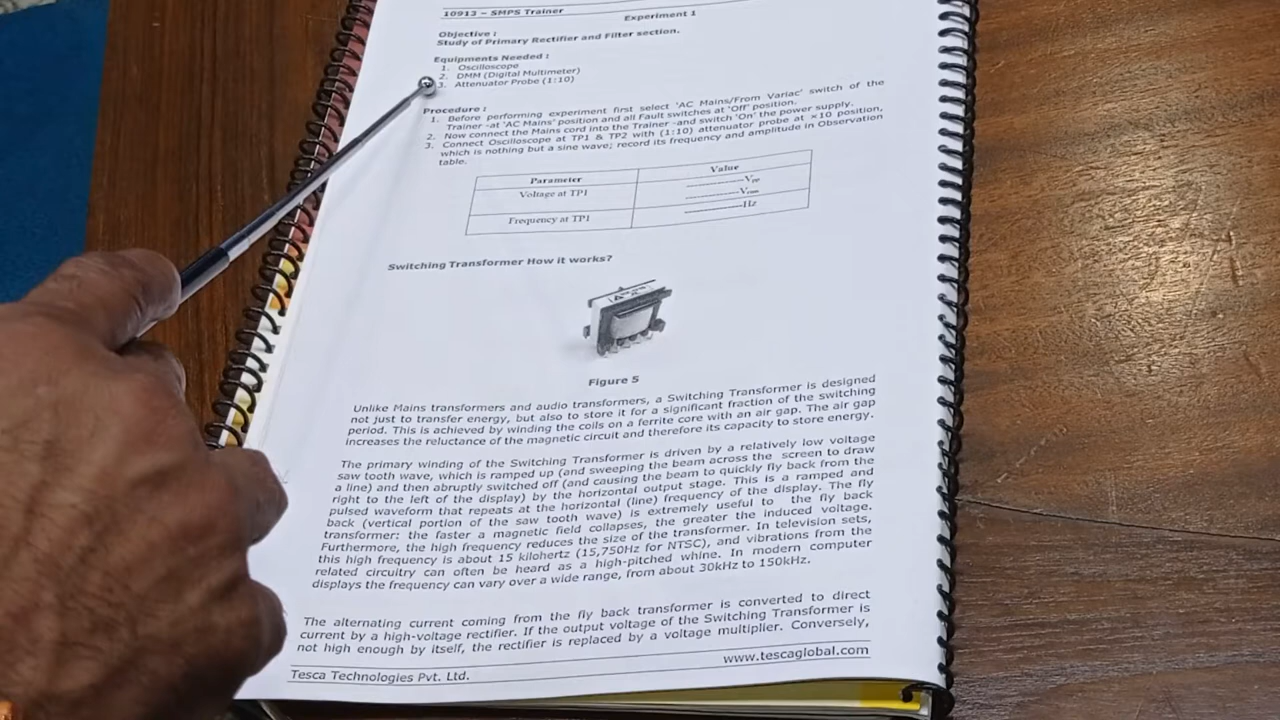 10913 – SMPS Trainer
Experiment 1
Objective :
Study of Primary Rectifier and Filter section.
Equipments Needed :
1. Oscilloscope
2. DMM (Digital Multimeter)
3. Attenuator Probe (1:10)
Procedure :
1. Before performing experiment first select 'AC Mains/From Variac' switch of the
Trainer -at 'AC Mains' position and all Fault switches at 'Off' position.
2. Now connect the Mains cord into the Trainer -and switch 'On' the power supply.
3. Connect Oscilloscope at TP1 & TP2 with (1:10) attenuator probe at ×10 position,
which is nothing but a sine wave; record its frequency and amplitude in Observation
table.
Parameter Value
Voltage at TP1 ____________Vpp
____________Vrms
Frequency at TP1 ____________Hz
Switching Transformer How it works?
Figure 5
Unlike Mains transformers and audio transformers, a Switching Transformer is designed
not just to transfer energy, but also to store it for a significant fraction of the switching
period. This is achieved by winding the coils on a ferrite core with an air gap. The air gap
increases the reluctance of the magnetic circuit and therefore its capacity to store energy.
The primary winding of the Switching Transformer is driven by a relatively low voltage
saw tooth wave, which is ramped up (and sweeping the beam across the screen to draw
a line) and then abruptly switched off (and causing the beam to quickly fly back from the
right to the left of the display) by the horizontal output stage. This is a ramped and
pulsed waveform that repeats at the horizontal (line) frequency of the display. The fly
back (vertical portion of the saw tooth wave) is extremely useful to the fly back
transformer: the faster a magnetic field collapses, the greater the induced voltage.
Furthermore, the high frequency reduces the size of the transformer. In television sets,
this high frequency is about 15 kilohertz (15,750Hz for NTSC), and vibrations from the
related circuitry can often be heard as a high-pitched whine. In modern computer
displays the frequency can vary over a wide range, from about 30kHz to 150kHz.
The alternating current coming from the fly back transformer is converted to direct
current by a high-voltage rectifier. If the output voltage of the Switching Transformer is
not high enough by itself, the rectifier is replaced by a voltage multiplier. Conversely,
Tesca Technologies Pvt. Ltd. www.tescaglobal.com